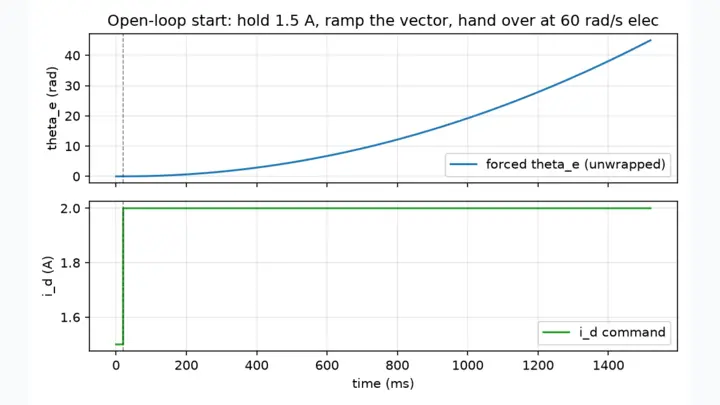 Open-loop start: hold 1.5 A, ramp the vector, hand over at 60 rad/s elec
theta_e (rad)
40
30
20
10
0
forced theta_e (unwrapped)
i_d (A)
2.0
1.8
1.6
i_d command
0 200 400 600 800 1000 1200 1400
time (ms)